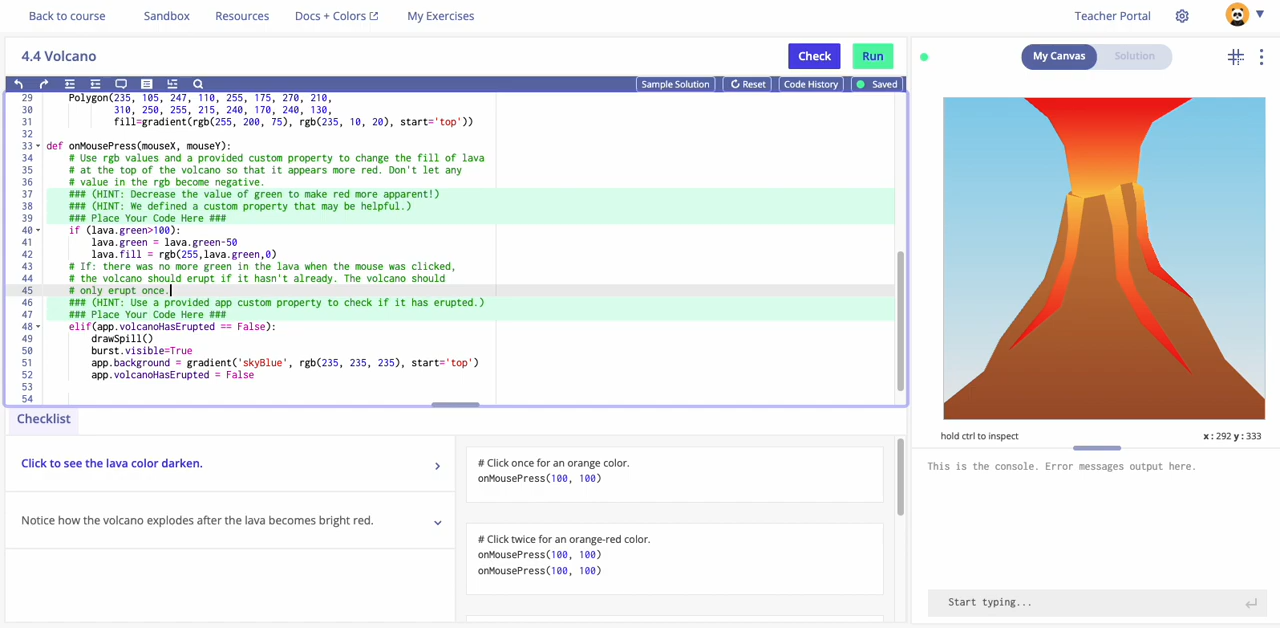 Back to course Sandbox Resources Docs + Colors My Exercises Teacher Portal
4.4 Volcano Check Run My Canvas Solution
Sample Solution Reset Code History Saved
29 Polygon(235, 105, 247, 110, 255, 175, 270, 210,
30 310, 250, 255, 215, 240, 170, 240, 130,
31 fill=gradient(rgb(255, 200, 75), rgb(235, 10, 20), start='top'))
32
33 def onMousePress(mouseX, mouseY):
34 # Use rgb values and a provided custom property to change the fill of lava
35 # at the top of the volcano so that it appears more red. Don't let any
36 # value in the rgb become negative.
37 ### (HINT: Decrease the value of green to make red more apparent!)
38 ### (HINT: We defined a custom property that may be helpful.)
39 ### Place Your Code Here ###
40 if (lava.green>100):
41 lava.green = lava.green-50
42 lava.fill = rgb(255,lava.green,0)
43 # If: there was no more green in the lava when the mouse was clicked,
44 # the volcano should erupt if it hasn't already. The volcano should
45 # only erupt once.
46 ### (HINT: Use a provided app custom property to check if it has erupted.)
47 ### Place Your Code Here ###
48 elif(app.volcanoHasErupted == False):
49 drawSpill()
50 burst.visible=True
51 app.background = gradient('skyBlue', rgb(235, 235, 235), start='top')
52 app.volcanoHasErupted = False
53
54
Checklist
Click to see the lava color darken.
Notice how the volcano explodes after the lava becomes bright red.
# Click once for an orange color.
onMousePress(100, 100)
# Click twice for an orange-red color.
onMousePress(100, 100)
onMousePress(100, 100)
hold ctrl to inspect x: 292 y: 333
This is the console. Error messages output here.
Start typing...